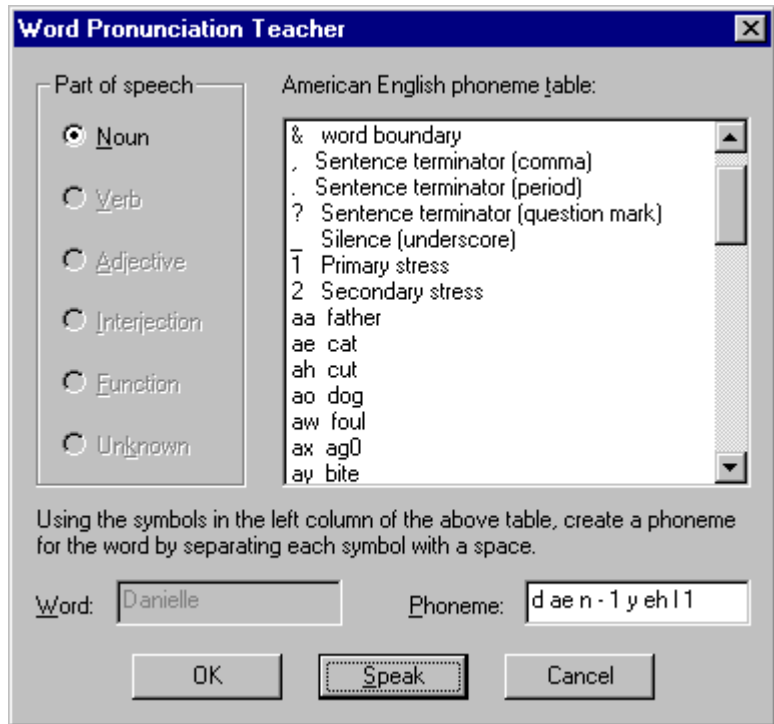 Word Pronunciation Teacher
Part of speech
Noun
Verb
Adjective
Interjection
Function
Unknown
American English phoneme table:
& word boundary
, Sentence terminator (comma)
. Sentence terminator (period)
? Sentence terminator (question mark)
_ Silence (underscore)
1 Primary stress
2 Secondary stress
aa father
ae cat
ah cut
ao dog
aw foul
ax ag0
ay bite
Using the symbols in the left column of the above table, create a phoneme
for the word by separating each symbol with a space.
Word: Danielle Phoneme: d ae n - 1 y eh l 1
OK Speak Cancel